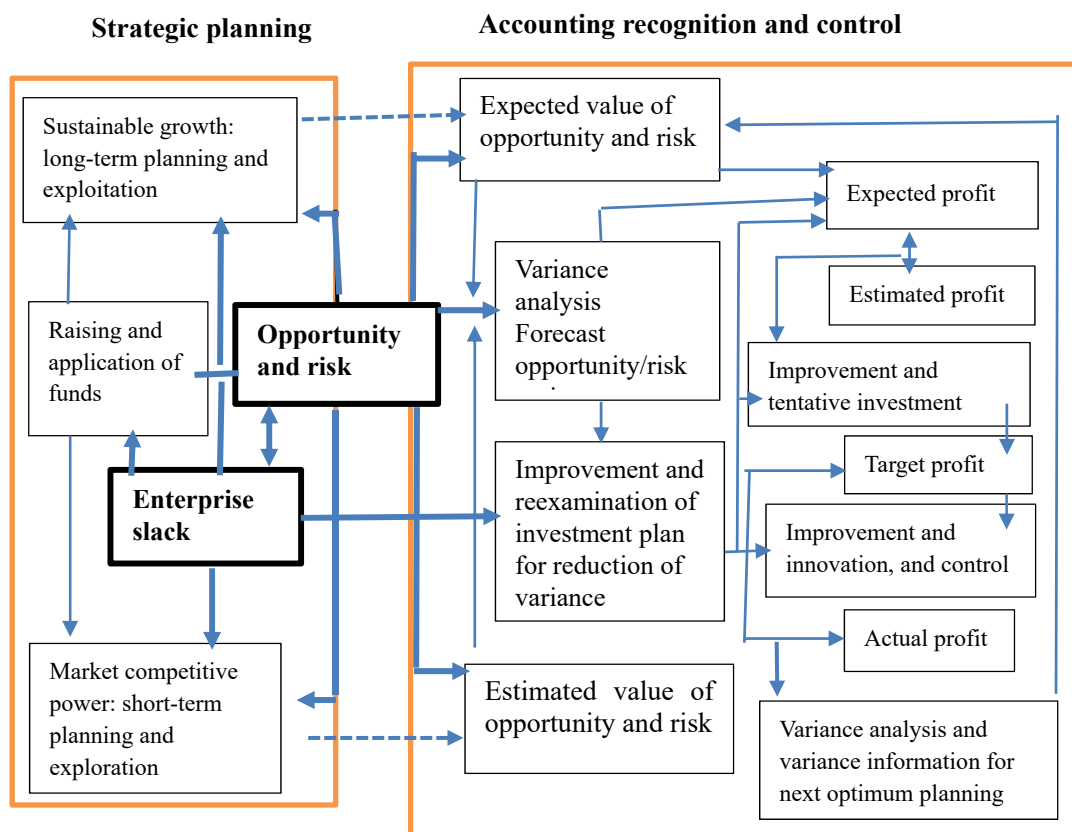 Strategic planning
Accounting recognition and control
Sustainable growth:
long-term planning and
exploitation
Raising and
application of
funds
Opportunity
and risk
Enterprise
slack
Market competitive
power: short-term
planning and
exploration
Expected value of
opportunity and risk
Variance
analysis
Forecast
opportunity/risk
Improvement and
reexamination of
investment plan
for reduction of
variance
Estimated value of
opportunity and risk
Expected profit
Estimated profit
Improvement and
tentative investment
Target profit
Improvement and
innovation, and control
Actual profit
Variance analysis and
variance information for
next optimum planning